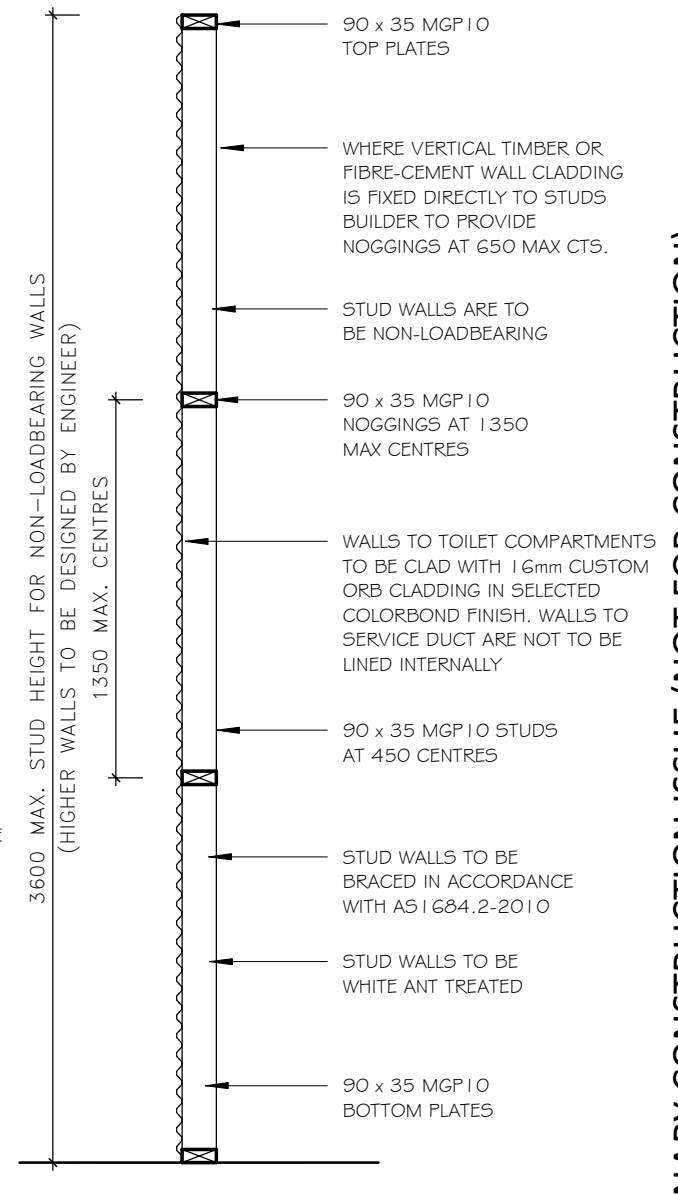 90 x 35 MGP10
TOP PLATES
WHERE VERTICAL TIMBER OR
FIBRE-CEMENT WALL CLADDING
IS FIXED DIRECTLY TO STUDS
BUILDER TO PROVIDE
NOGGINGS AT 650 MAX CTS.
STUD WALLS ARE TO
BE NON-LOADBEARING
90 x 35 MGP10
NOGGINGS AT 1350
MAX CENTRES
WALLS TO TOILET COMPARTMENTS
TO BE CLAD WITH 16mm CUSTOM
ORB CLADDING IN SELECTED
COLORBOND FINISH. WALLS TO
SERVICE DUCT ARE NOT TO BE
LINED INTERNALLY
90 x 35 MGP10 STUDS
AT 450 CENTRES
STUD WALLS TO BE
BRACED IN ACCORDANCE
WITH AS1684.2-2010
STUD WALLS TO BE
WHITE ANT TREATED
90 x 35 MGP10
BOTTOM PLATES
3600 MAX. STUD HEIGHT FOR NON-LOADBEARING WALLS
(HIGHER WALLS TO BE DESIGNED BY ENGINEER)
1350 MAX. CENTRES
CONSTRUCTION ISSUE (NOT FOR CONSTRUCTION)